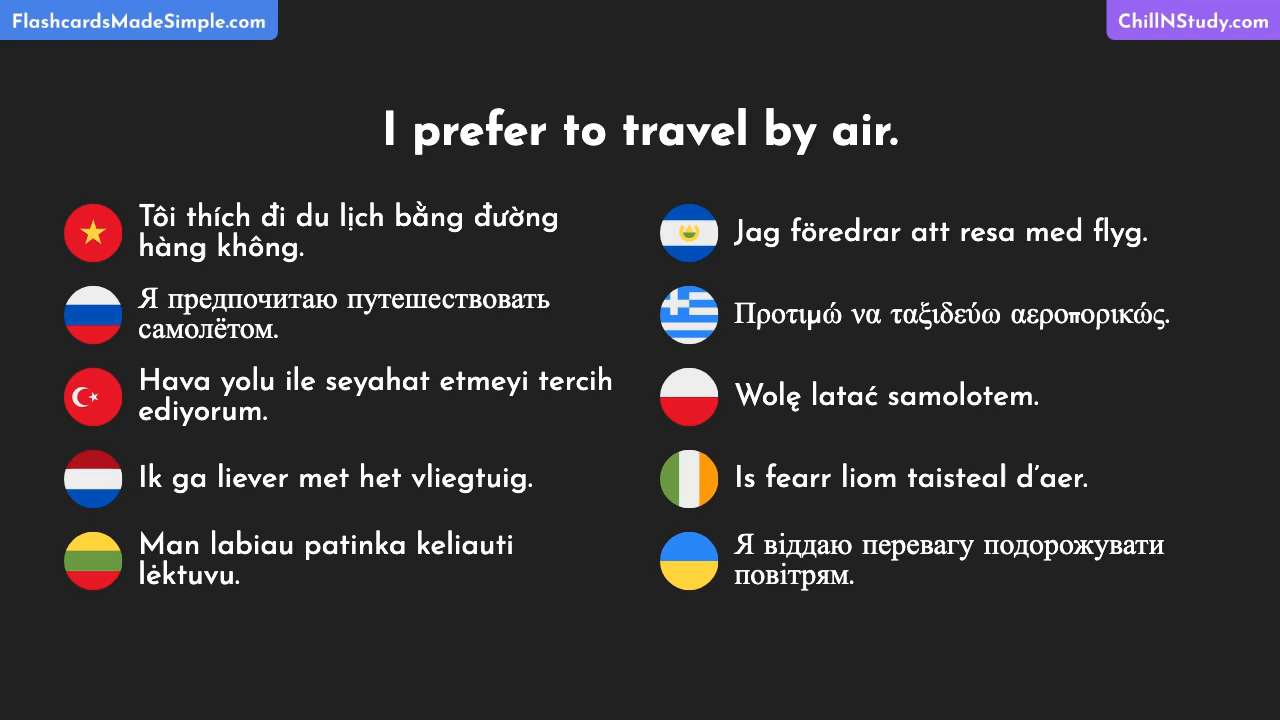 FlashcardsMadeSimple.com
ChillNStudy.com
I prefer to travel by air.
Tôi thích đi du lịch bằng đường
hàng không.
Я предпочитаю путешествовать
самолётом.
Hava yolu ile seyahat etmeyi tercih
ediyorum.
Ik ga liever met het vliegtuig.
Man labiau patinka keliauti
lėktuvu.
Jag föredrar att resa med flyg.
Προτιμώ να ταξιδεύω αεροπορικώς.
Wolę latać samolotem.
Is fearr liom taisteal d’aer.
Я віддаю перевагу подорожувати
повітрям.